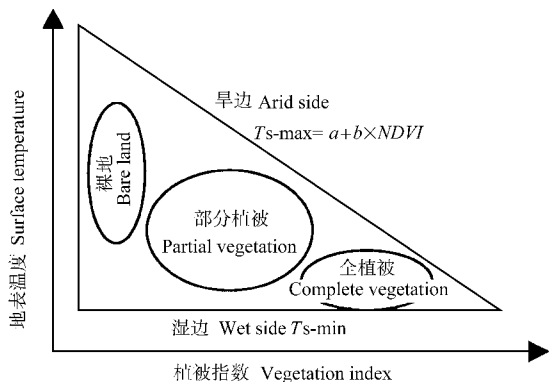 旱边 Arid side
Ts-max= a+b×NDVI
裸地
Bare land
部分植被
Partial vegetation
全植被
Complete vegetation
湿边 Wet side Ts-min
地表温度 Surface temperature
植被指数 Vegetation index